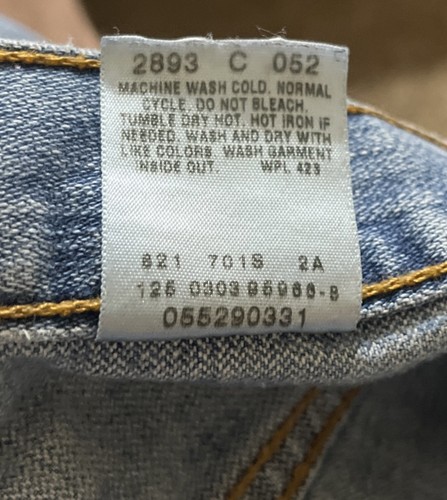 2893 C 052
MACHINE WASH COLD. NORMAL
CYCLE. DO NOT BLEACH.
TUMBLE DRY HOT. HOT IRON IF
NEEDED. WASH AND DRY WITH
LIKE COLORS. WASH GARMENT
INSIDE OUT. WPL 423
821 701S 2A
125 0303 95966-B
055290331